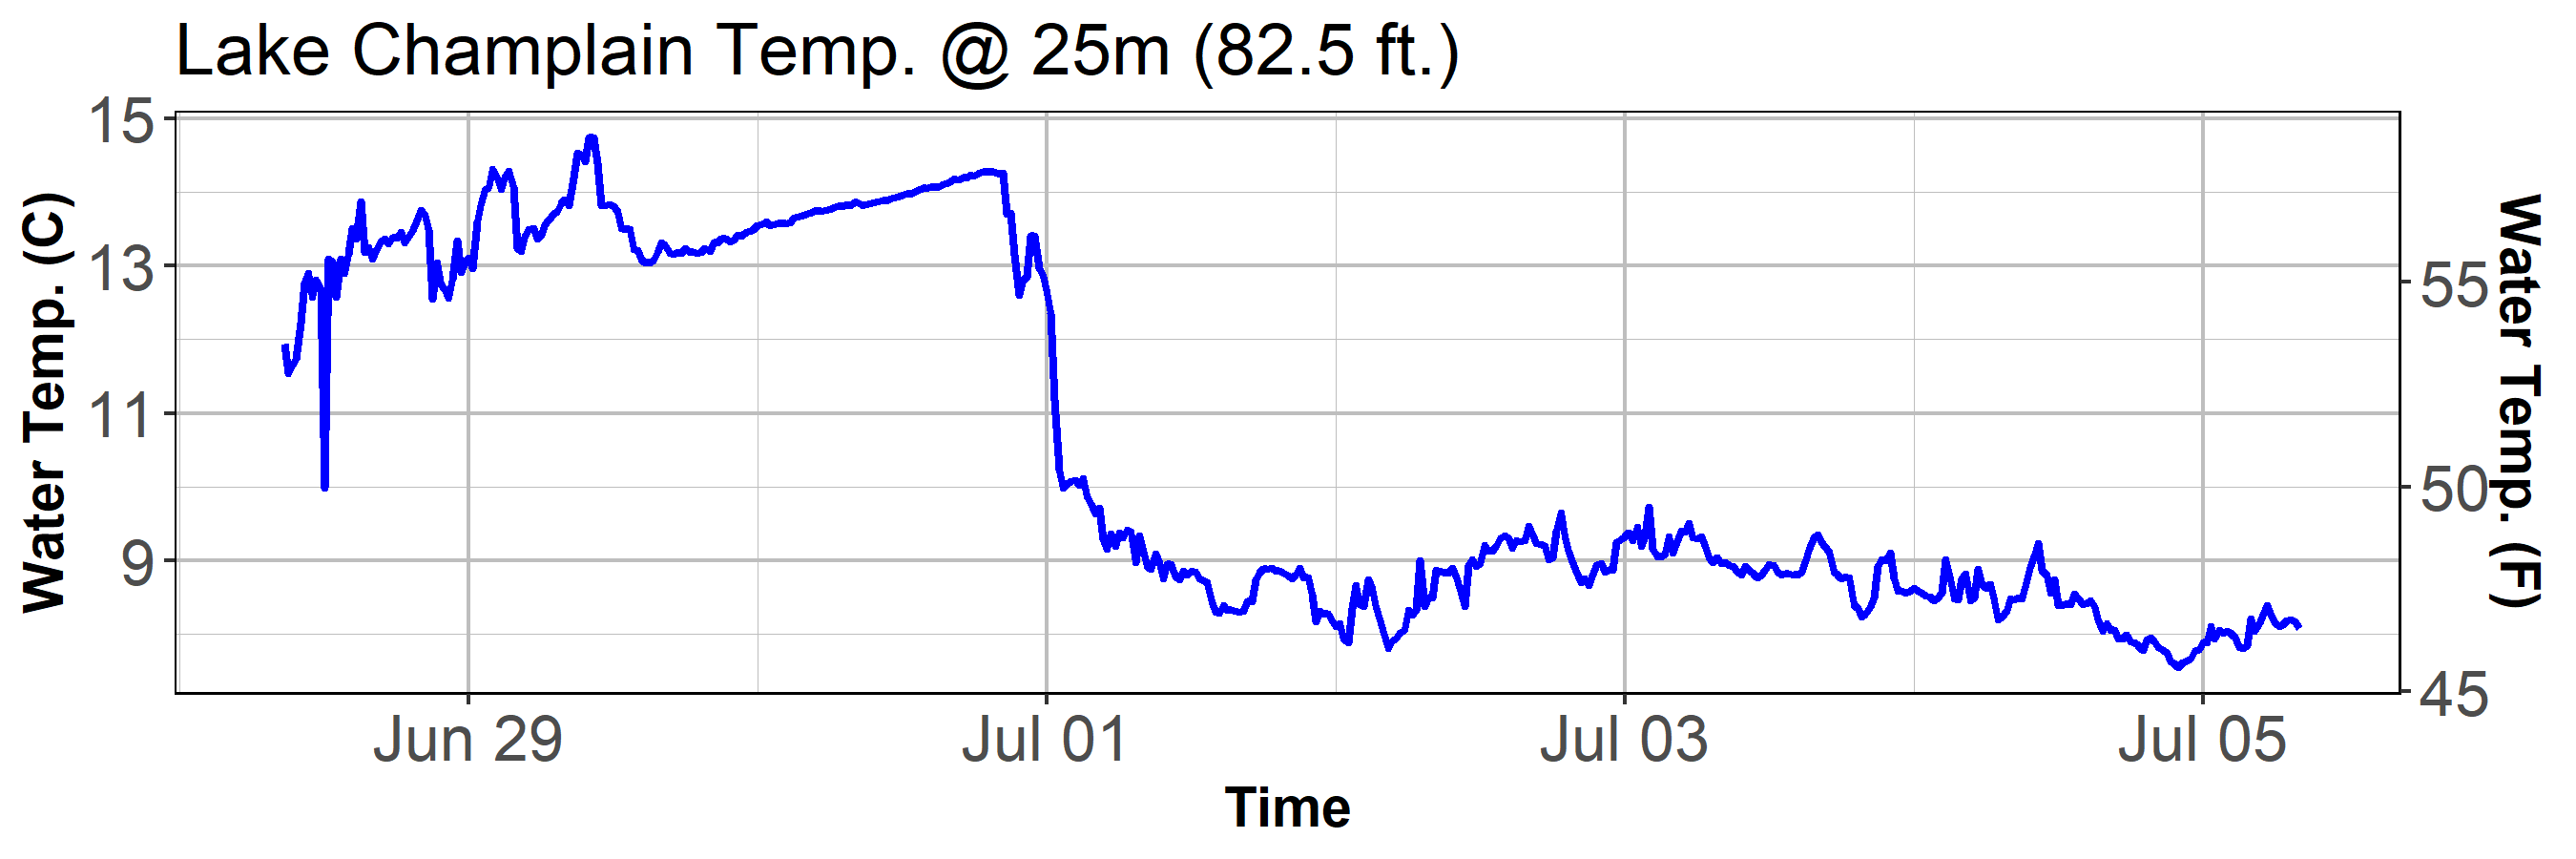 Lake Champlain Temp. @ 25m (82.5 ft.)
Water Temp. (C)
15
13
11
9
Water Temp. (F)
55
50
45
Jun 29 Jul 01 Jul 03 Jul 05
Time